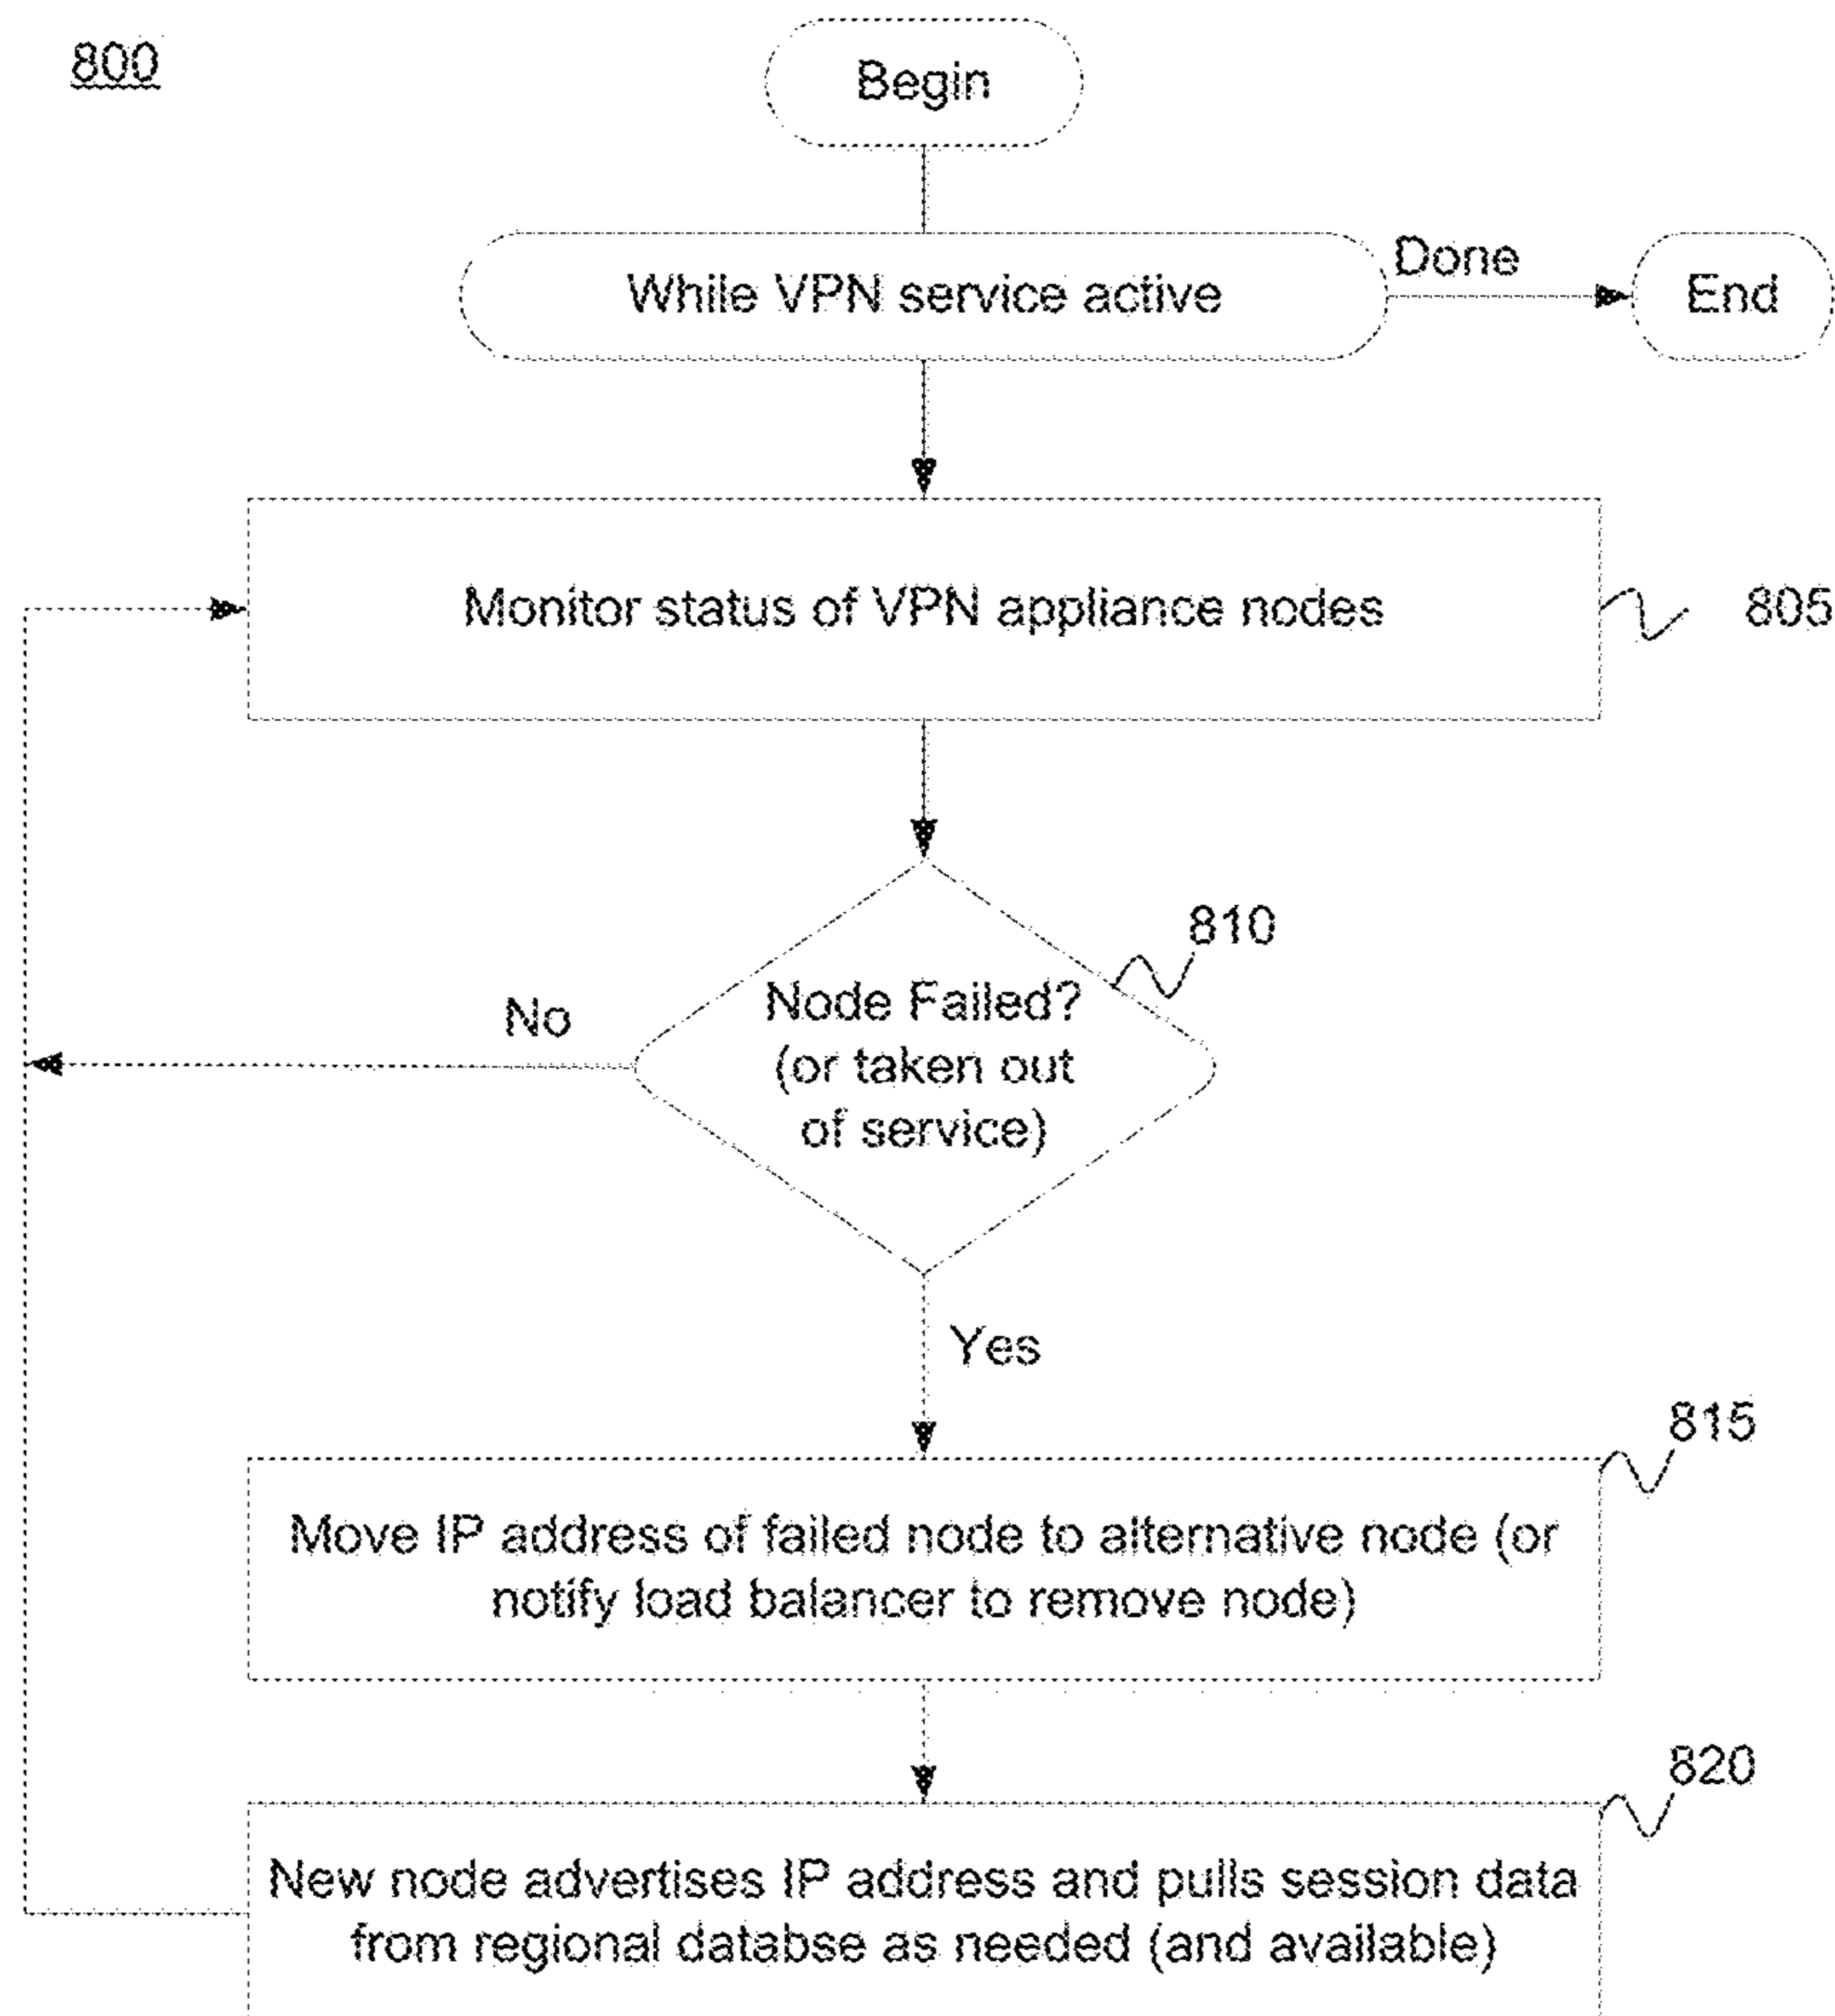 800
Begin
While VPN service active
Done
End
Monitor status of VPN appliance nodes
805
810
Node Failed?
(or taken out
of service)
No
Yes
815
Move IP address of failed node to alternative node (or
notify load balancer to remove node)
820
New node advertises IP address and pulls session data
from regional databse as needed (and available)